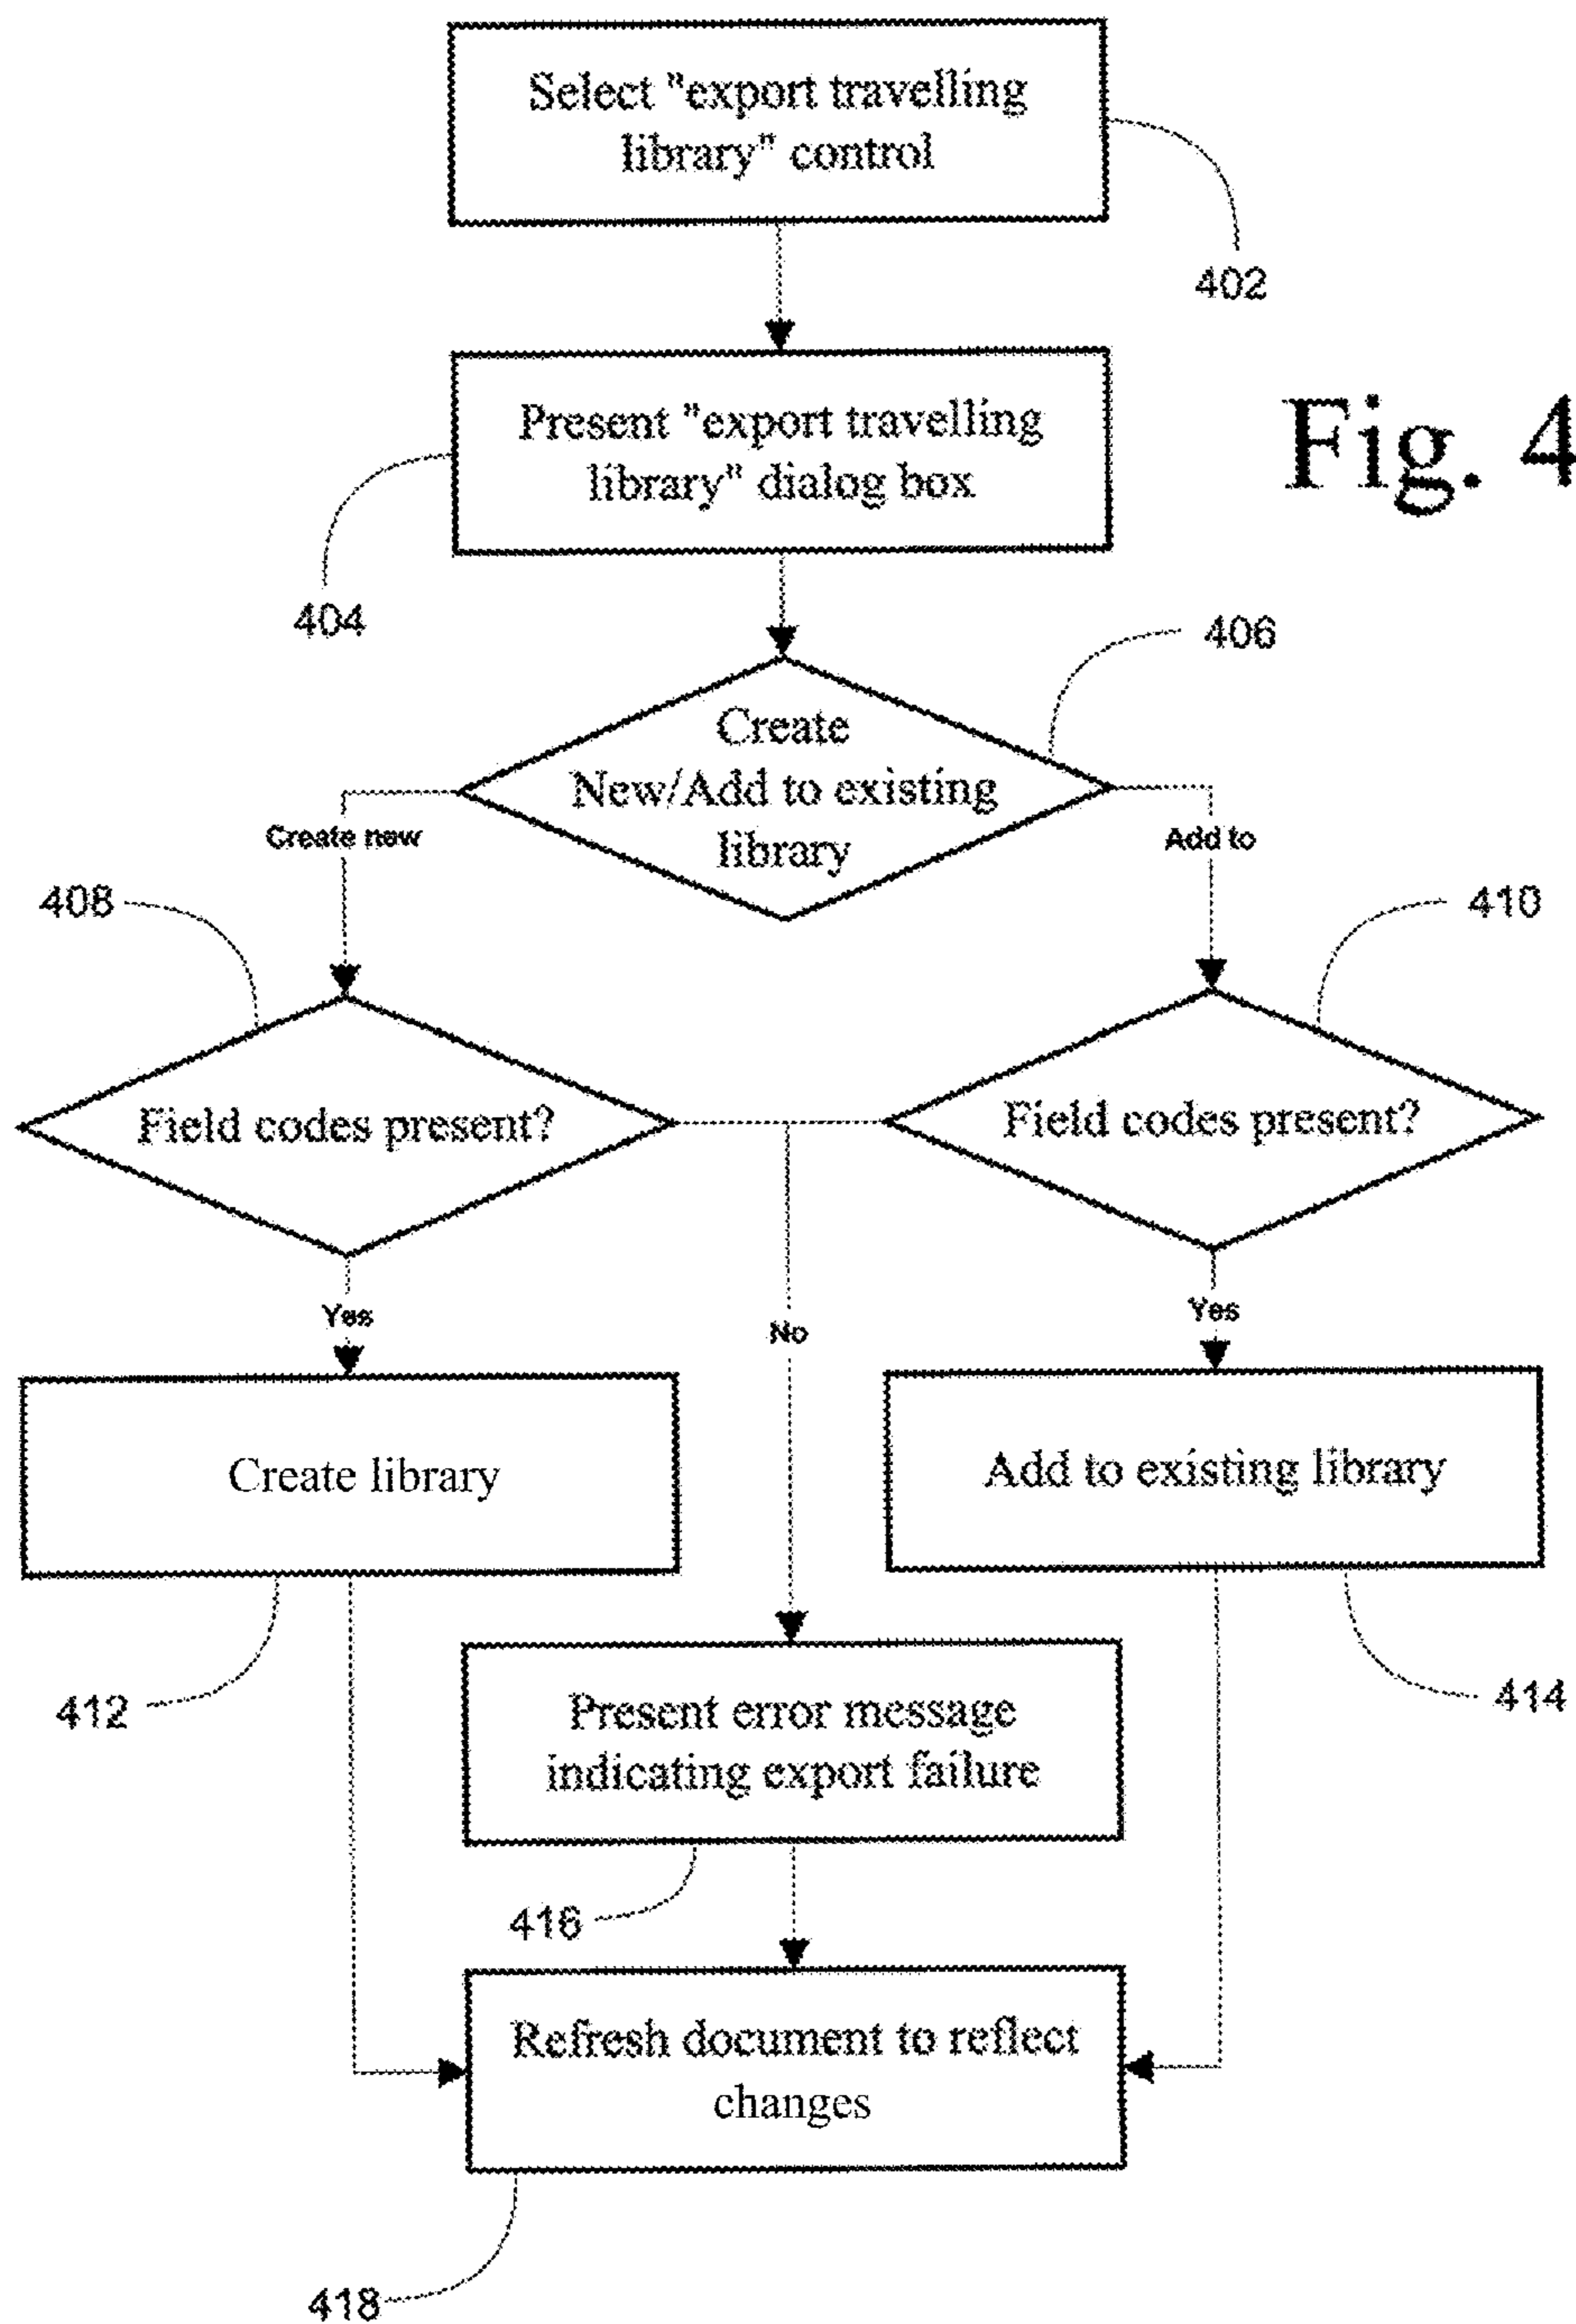 Select "export travelling
library" control
402
Present "export travelling
library" dialog box
Fig. 4
404
406
Create
New/Add to existing
library
Create new
Add to
408
410
Field codes present?
Field codes present?
Yes
No
Yes
Create library
Add to existing library
412
414
Present error message
indicating export failure
416
Refresh document to reflect
changes
418